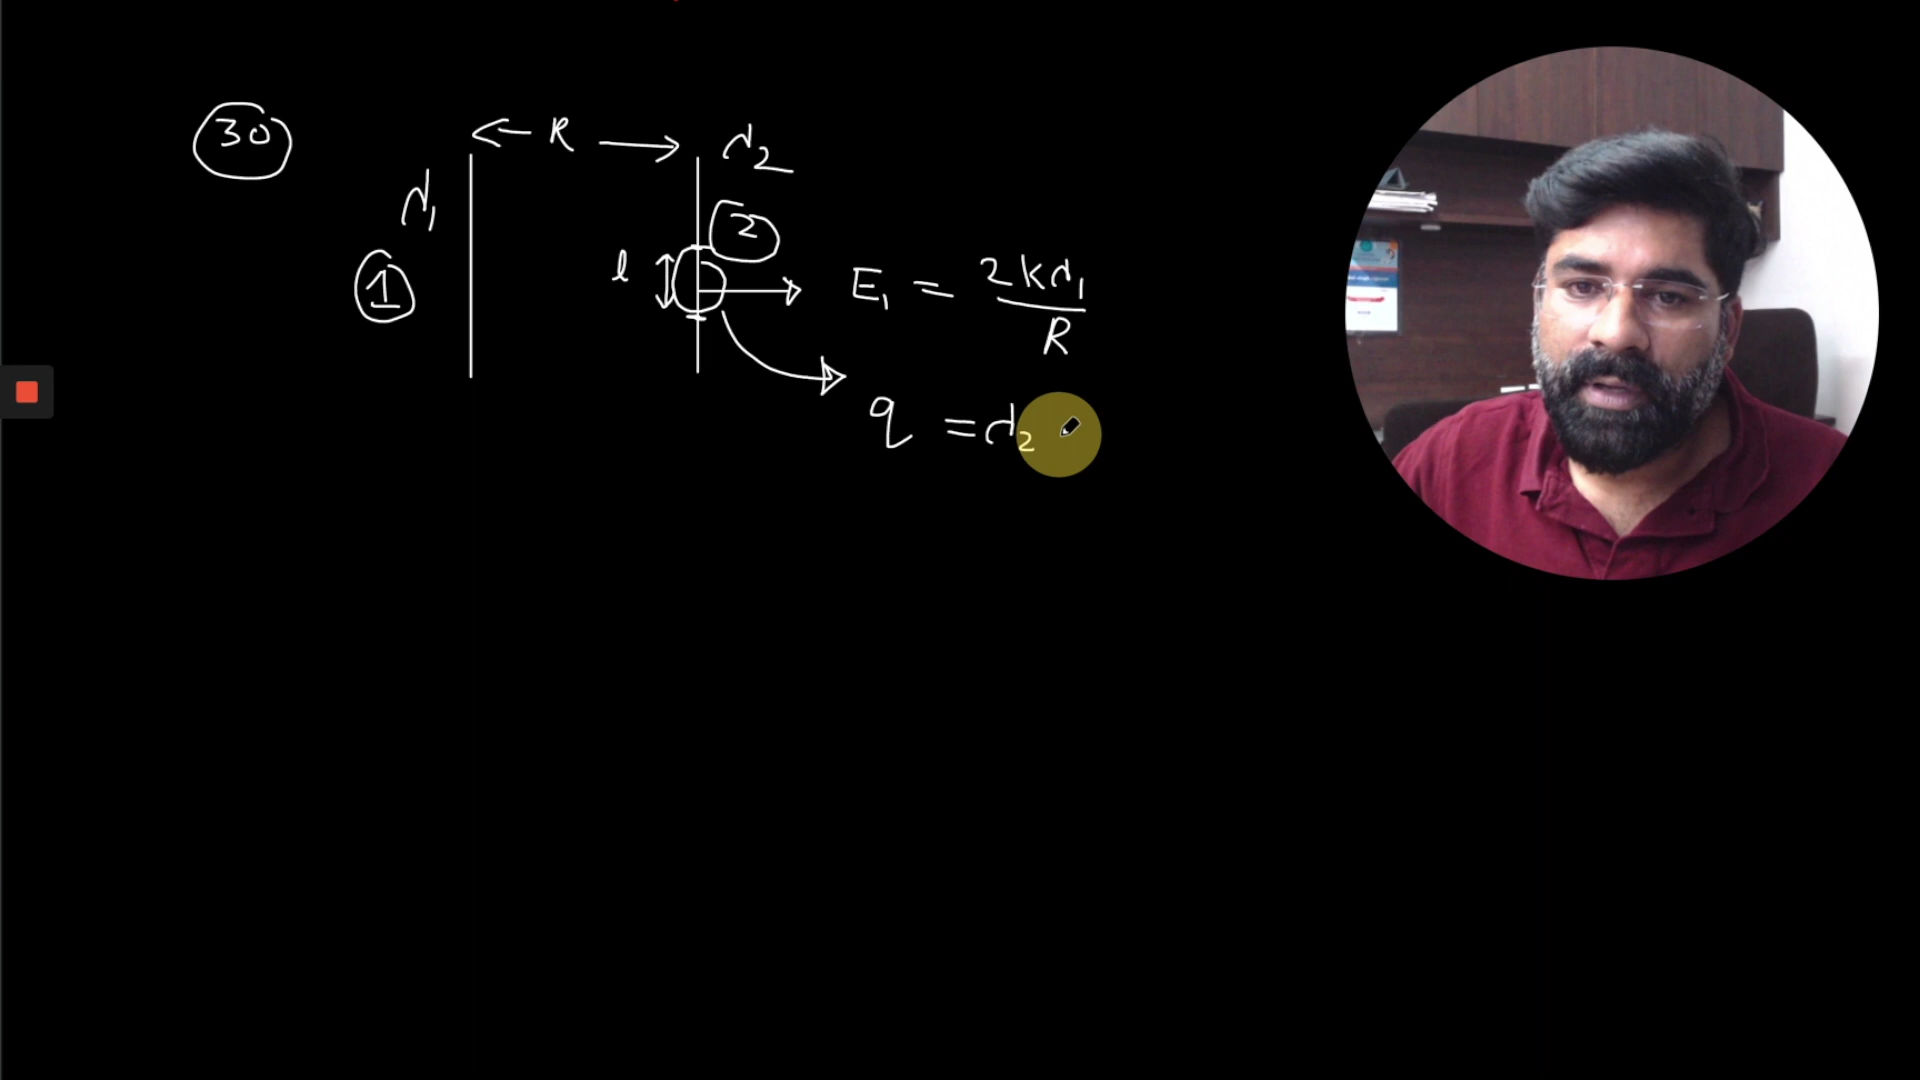 30
← R → λ2
λ1
2
1
l
E1 = 2kλ1 / R
q = λ2